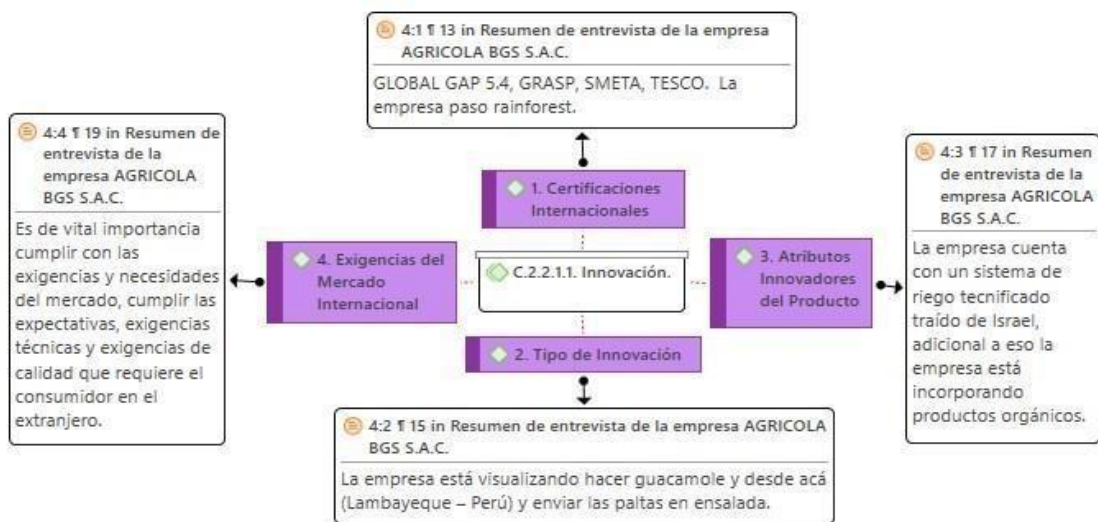 4:1 ¶ 13 in Resumen de entrevista de la empresa
AGRICOLA BGS S.A.C.
GLOBAL GAP 5.4, GRASP, SMETA, TESCO. La
empresa paso rainforest.
4:4 ¶ 19 in Resumen de
entrevista de la
empresa AGRICOLA
BGS S.A.C.
Es de vital importancia
cumplir con las
exigencias y necesidades
del mercado, cumplir las
expectativas, exigencias
técnicas y exigencias de
calidad que requiere el
consumidor en el
extranjero.
1. Certificaciones
Internacionales
4. Exigencias del
Mercado
Internacional
C.2.2.1.1. Innovación.
3. Atributos
Innovadores
del Producto
2. Tipo de Innovación
4:3 ¶ 17 in Resumen
de entrevista de la
empresa AGRICOLA
BGS S.A.C.
La empresa cuenta
con un sistema de
riego tecnificado
traído de Israel,
adicional a eso la
empresa está
incorporando
productos orgánicos.
4:2 ¶ 15 in Resumen de entrevista de la empresa AGRICOLA
BGS S.A.C.
La empresa está visualizando hacer guacamole y desde acá
(Lambayeque – Perú) y enviar las paltas en ensalada.